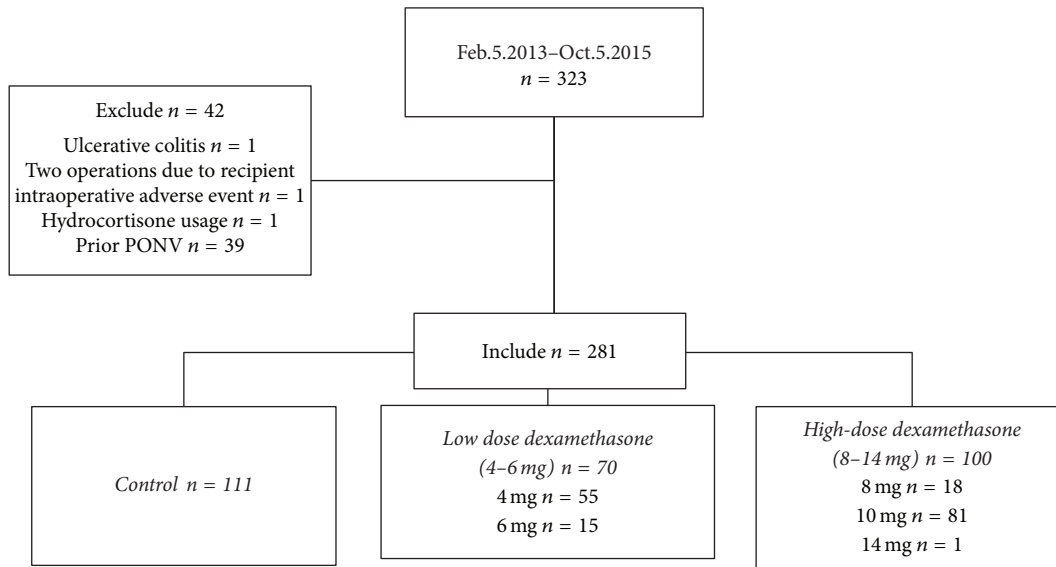 Feb.5.2013–Oct.5.2015
n = 323
Exclude n = 42
Ulcerative colitis n = 1
Two operations due to recipient
intraoperative adverse event n = 1
Hydrocortisone usage n = 1
Prior PONV n = 39
Include n = 281
Control n = 111
Low dose dexamethasone
(4–6 mg) n = 70
4 mg n = 55
6 mg n = 15
High-dose dexamethasone
(8–14 mg) n = 100
8 mg n = 18
10 mg n = 81
14 mg n = 1